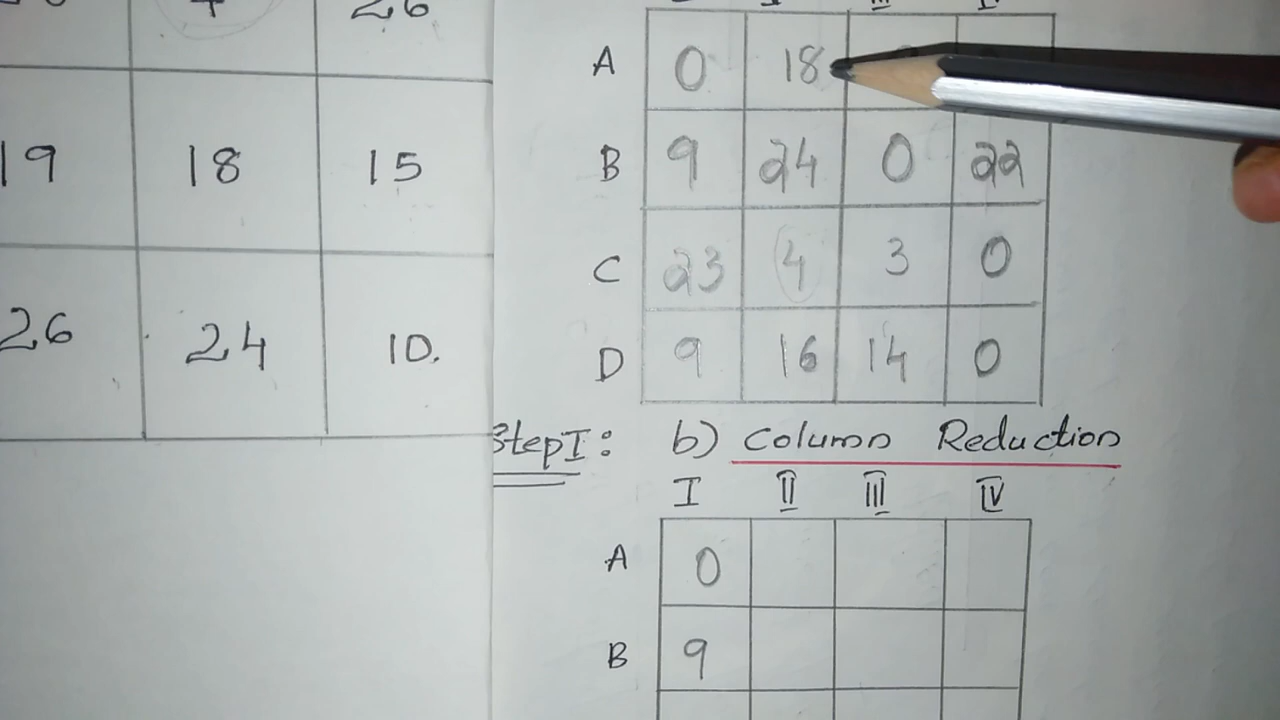 26
19 18 15
26 24 10.
A 0 18
B 9 24 0 22
C 23 4 3 0
D 9 16 14 0
Step I: b) Column Reduction
I II III IV
A 0
B 9